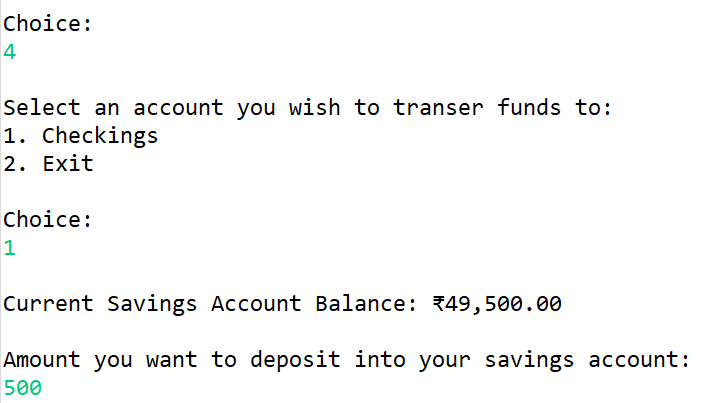 Choice:
4
Select an account you wish to transer funds to:
1. Checkings
2. Exit
Choice:
1
Current Savings Account Balance: ₹49,500.00
Amount you want to deposit into your savings account:
500